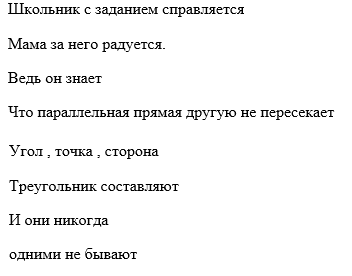 Школьник с заданием справляется
Мама за него радуется.
Ведь он знает
Что параллельная прямая другую не пересекает
Угол , точка , сторона
Треугольник составляют
И они никогда
одними не бывают